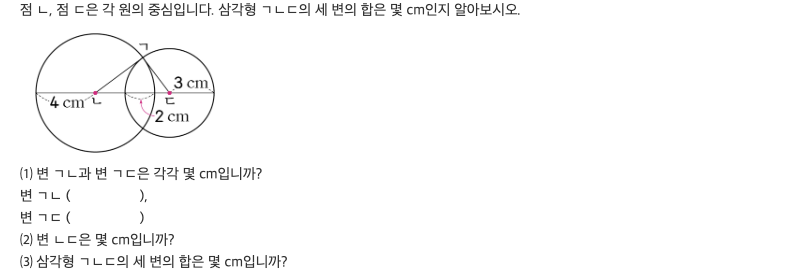 점 ㄴ, 점 ㄷ은 각 원의 중심입니다. 삼각형 ㄱㄴㄷ의 세 변의 합은 몇 cm인지 알아보시오.
ㄱ
3 cm
4 cm ㄴ ㄷ
2 cm
(1) 변 ㄱㄴ과 변 ㄱㄷ은 각각 몇 cm입니까?
변 ㄱㄴ ( ),
변 ㄱㄷ ( )
(2) 변 ㄴㄷ은 몇 cm입니까?
(3) 삼각형 ㄱㄴㄷ의 세 변의 합은 몇 cm입니까?